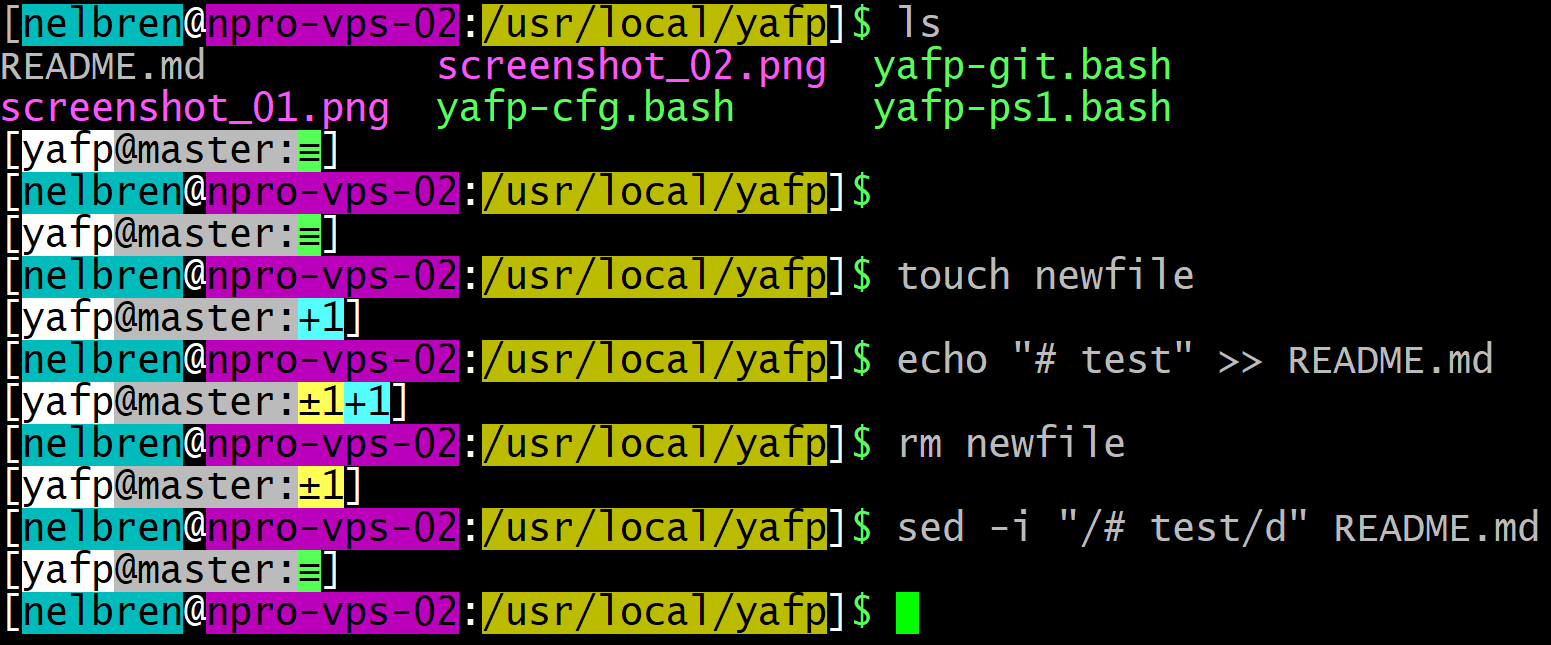 [nelbren@npro-vps-02:/usr/local/yafp]$ ls
README.md          screenshot_02.png  yafp-git.bash
screenshot_01.png  yafp-cfg.bash      yafp-ps1.bash
[yafp@master:≡]
[nelbren@npro-vps-02:/usr/local/yafp]$
[yafp@master:≡]
[nelbren@npro-vps-02:/usr/local/yafp]$ touch newfile
[yafp@master:+1]
[nelbren@npro-vps-02:/usr/local/yafp]$ echo "# test" >> README.md
[yafp@master:±1+1]
[nelbren@npro-vps-02:/usr/local/yafp]$ rm newfile
[yafp@master:±1]
[nelbren@npro-vps-02:/usr/local/yafp]$ sed -i "/# test/d" README.md
[yafp@master:≡]
[nelbren@npro-vps-02:/usr/local/yafp]$